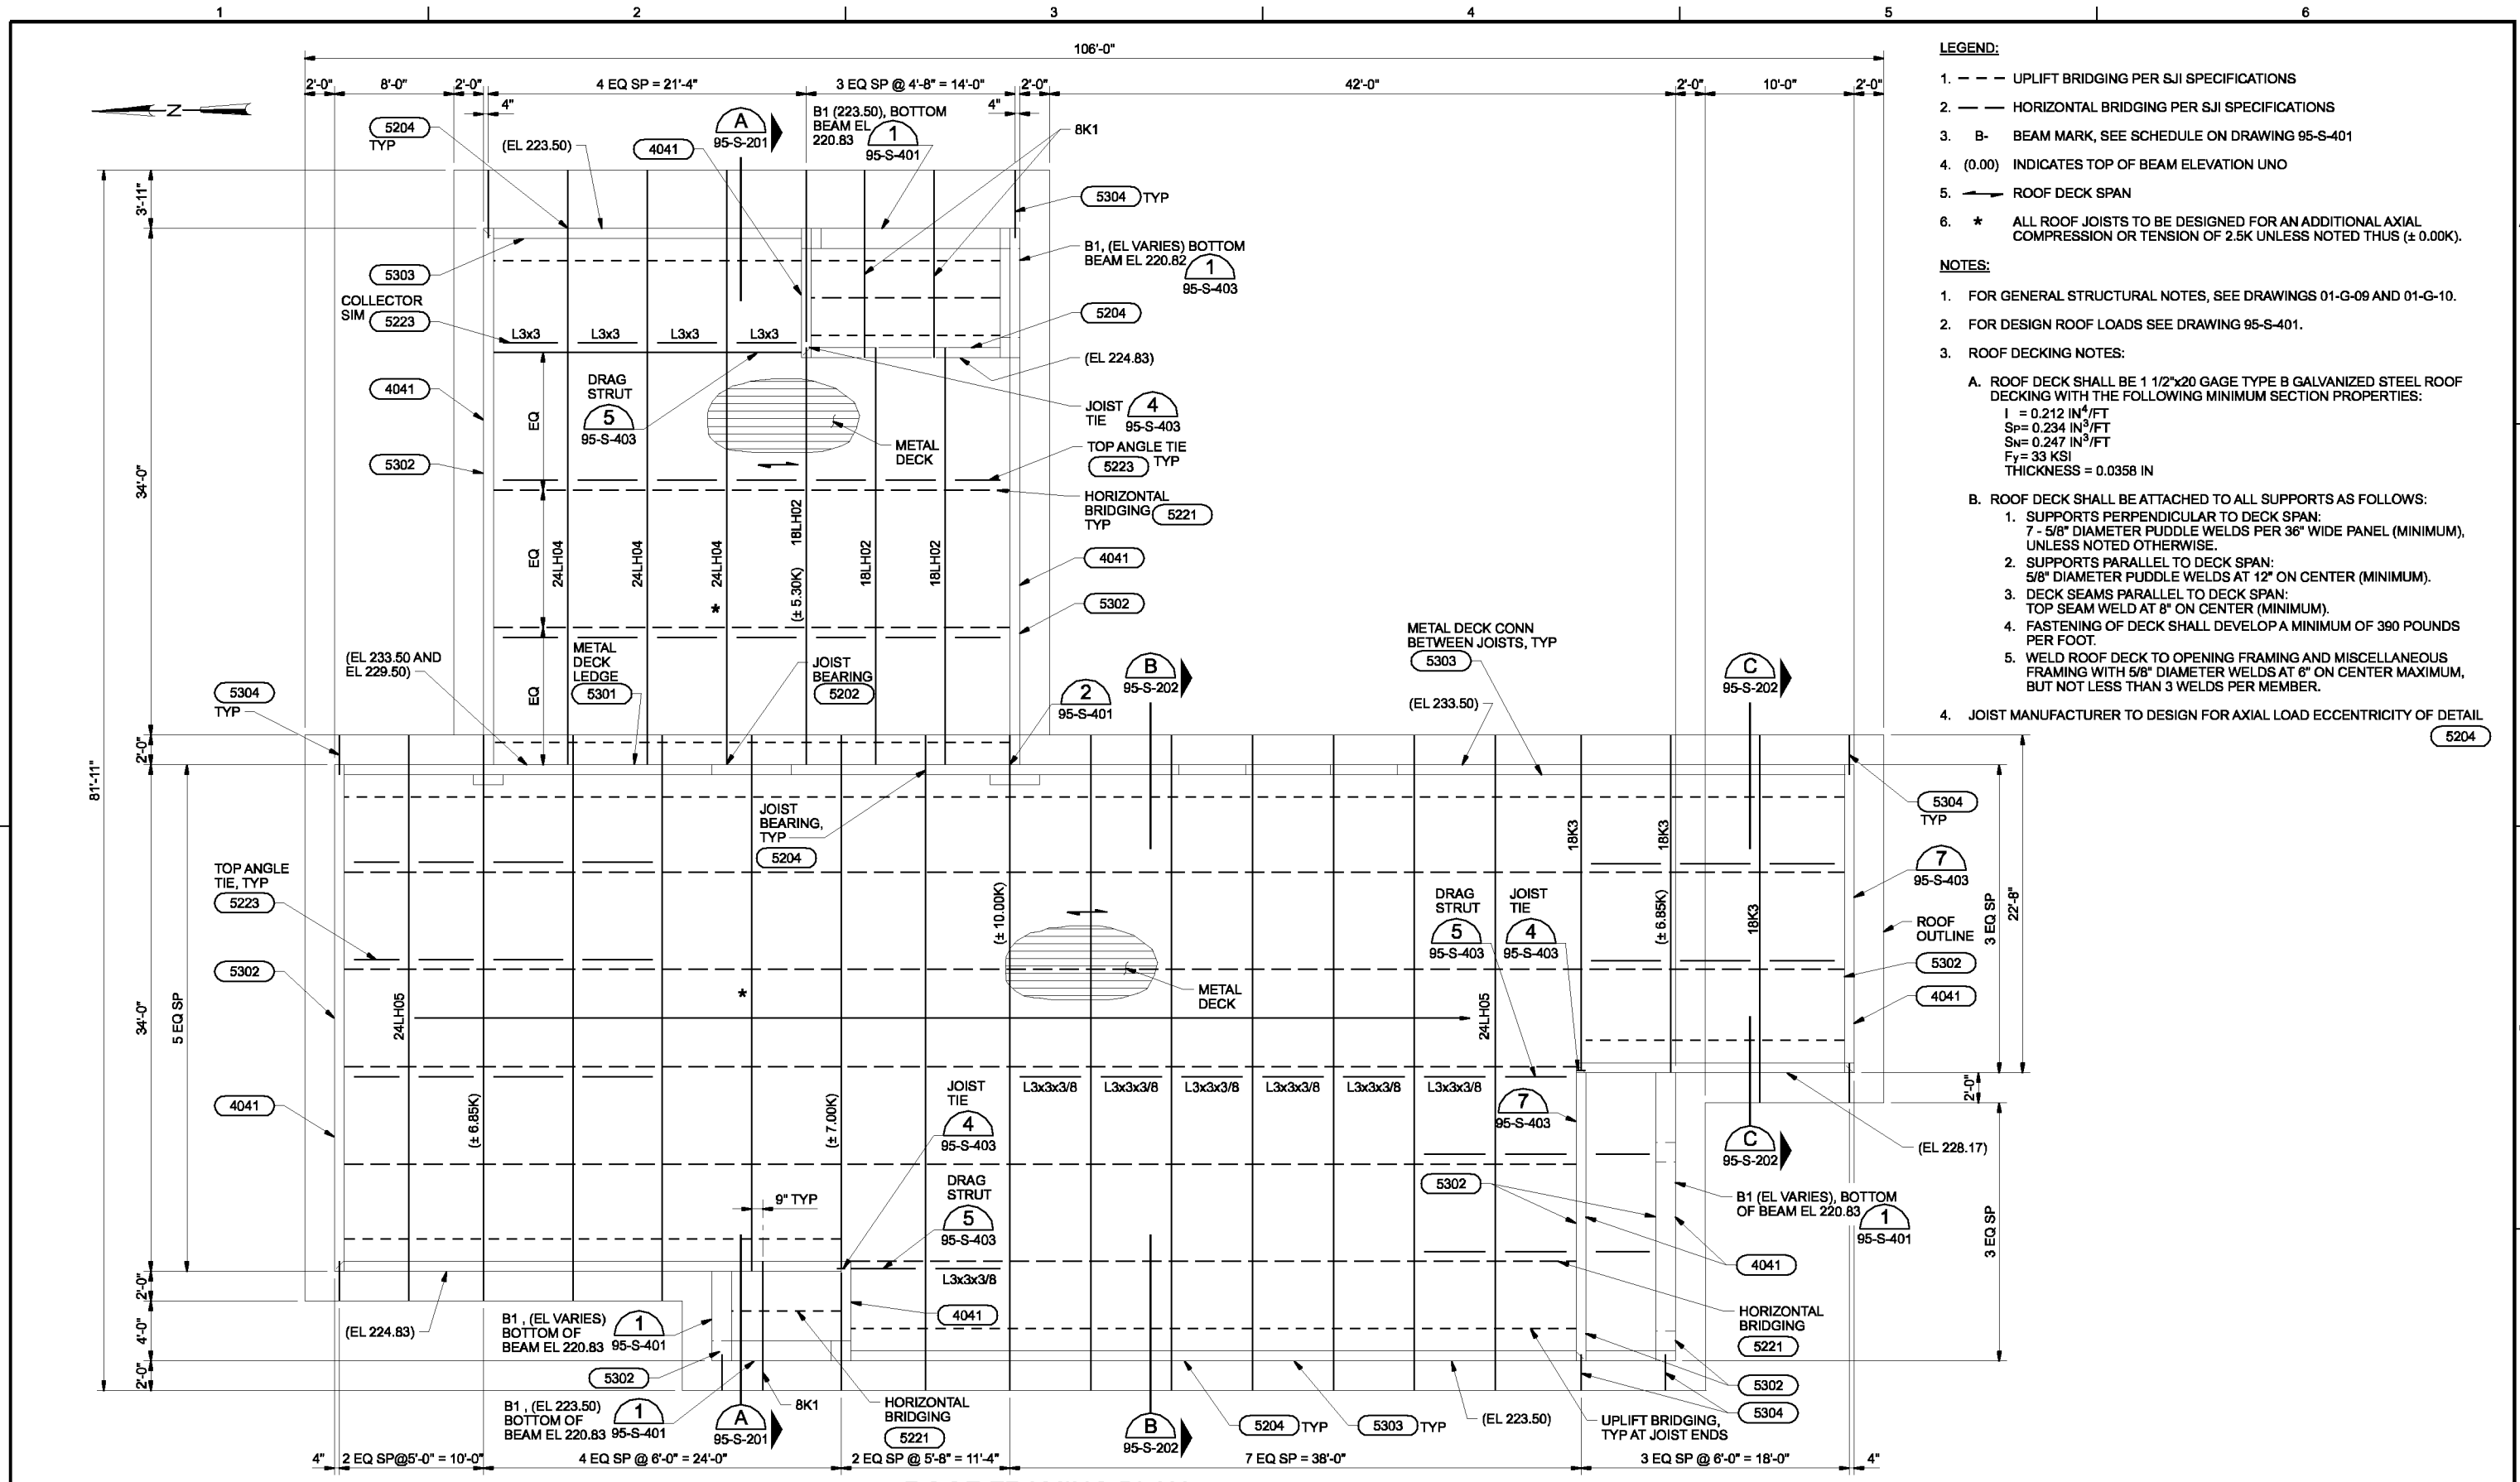 1
2
3
4
5
6
106'-0"
2'-0"
8'-0"
2'-0"
4 EQ SP = 21'-4"
3 EQ SP @ 4'-8" = 14'-0"
2'-0"
42'-0"
2'-0"
10'-0"
2'-0"
4"
4"
N
5204
TYP
(EL 223.50)
4041
A
95-S-201
B1 (223.50), BOTTOM
BEAM EL
220.83
1
95-S-401
8K1
5304 TYP
3'-11"
B1, (EL VARIES) BOTTOM
BEAM EL 220.82
1
95-S-403
5303
COLLECTOR
SIM
5223
L3x3
L3x3
L3x3
L3x3
5204
(EL 224.83)
4041
DRAG
STRUT
5
95-S-403
EQ
JOIST
TIE
4
95-S-403
METAL
DECK
TOP ANGLE TIE
5223 TYP
5302
34'-0"
HORIZONTAL
BRIDGING
TYP
5221
EQ
24LH04
24LH04
24LH04
*
18LH02
(± 5.30K)
18LH02
18LH02
4041
5302
METAL
DECK
LEDGE
5301
EQ
JOIST
BEARING
5202
(EL 233.50 AND
EL 229.50)
5304
TYP
2
95-S-401
B
95-S-202
METAL DECK CONN
BETWEEN JOISTS, TYP
5303
(EL 233.50)
C
95-S-202
81'-11"
2'-0"
JOIST
BEARING,
TYP
5204
18K3
18K3
5304
TYP
TOP ANGLE
TIE, TYP
5223
7
95-S-403
DRAG
STRUT
5
95-S-403
JOIST
TIE
4
95-S-403
(± 10.00K)
(± 6.85K)
18K3
ROOF
OUTLINE
3 EQ SP
22'-8"
5302
5302
4041
METAL
DECK
*
34'-0"
5 EQ SP
24LH05
24LH05
4041
(± 6.85K)
(± 7.00K)
JOIST
TIE
4
95-S-403
L3x3x3/8
L3x3x3/8
L3x3x3/8
L3x3x3/8
L3x3x3/8
L3x3x3/8
7
95-S-403
2'-0"
C
95-S-202
(EL 228.17)
9" TYP
DRAG
STRUT
5
95-S-403
5302
B1 (EL VARIES), BOTTOM
OF BEAM EL 220.83
1
95-S-401
3 EQ SP
4041
L3x3x3/8
4041
2'-0"
4'-0"
2'-0"
(EL 224.83)
B1 , (EL VARIES)
BOTTOM OF
BEAM EL 220.83
1
95-S-401
5302
HORIZONTAL
BRIDGING
5221
5302
5304
B1 , (EL 223.50)
BOTTOM OF
BEAM EL 220.83
1
95-S-401
A
95-S-201
8K1
HORIZONTAL
BRIDGING
5221
B
95-S-202
5204 TYP
5303 TYP
(EL 223.50)
UPLIFT BRIDGING,
TYP AT JOIST ENDS
4"
2 EQ SP@5'-0" = 10'-0"
4 EQ SP @ 6'-0" = 24'-0"
2 EQ SP @ 5'-8" = 11'-4"
7 EQ SP = 38'-0"
3 EQ SP @ 6'-0" = 18'-0"
4"
LEGEND:
1. UPLIFT BRIDGING PER SJI SPECIFICATIONS
2. HORIZONTAL BRIDGING PER SJI SPECIFICATIONS
3. B- BEAM MARK, SEE SCHEDULE ON DRAWING 95-S-401
4. (0.00) INDICATES TOP OF BEAM ELEVATION UNO
5. ROOF DECK SPAN
6. * ALL ROOF JOISTS TO BE DESIGNED FOR AN ADDITIONAL AXIAL
COMPRESSION OR TENSION OF 2.5K UNLESS NOTED THUS (± 0.00K).
NOTES:
1. FOR GENERAL STRUCTURAL NOTES, SEE DRAWINGS 01-G-09 AND 01-G-10.
2. FOR DESIGN ROOF LOADS SEE DRAWING 95-S-401.
3. ROOF DECKING NOTES:
A. ROOF DECK SHALL BE 1 1/2"x20 GAGE TYPE B GALVANIZED STEEL ROOF
DECKING WITH THE FOLLOWING MINIMUM SECTION PROPERTIES:
I = 0.212 IN⁴/FT
SP= 0.234 IN³/FT
SN= 0.247 IN³/FT
Fy= 33 KSI
THICKNESS = 0.0358 IN
B. ROOF DECK SHALL BE ATTACHED TO ALL SUPPORTS AS FOLLOWS:
1. SUPPORTS PERPENDICULAR TO DECK SPAN:
7 - 5/8" DIAMETER PUDDLE WELDS PER 36" WIDE PANEL (MINIMUM),
UNLESS NOTED OTHERWISE.
2. SUPPORTS PARALLEL TO DECK SPAN:
5/8" DIAMETER PUDDLE WELDS AT 12" ON CENTER (MINIMUM).
3. DECK SEAMS PARALLEL TO DECK SPAN:
TOP SEAM WELD AT 8" ON CENTER (MINIMUM).
4. FASTENING OF DECK SHALL DEVELOP A MINIMUM OF 390 POUNDS
PER FOOT.
5. WELD ROOF DECK TO OPENING FRAMING AND MISCELLANEOUS
FRAMING WITH 5/8" DIAMETER WELDS AT 6" ON CENTER MAXIMUM,
BUT NOT LESS THAN 3 WELDS PER MEMBER.
4. JOIST MANUFACTURER TO DESIGN FOR AXIAL LOAD ECCENTRICITY OF DETAIL
5204